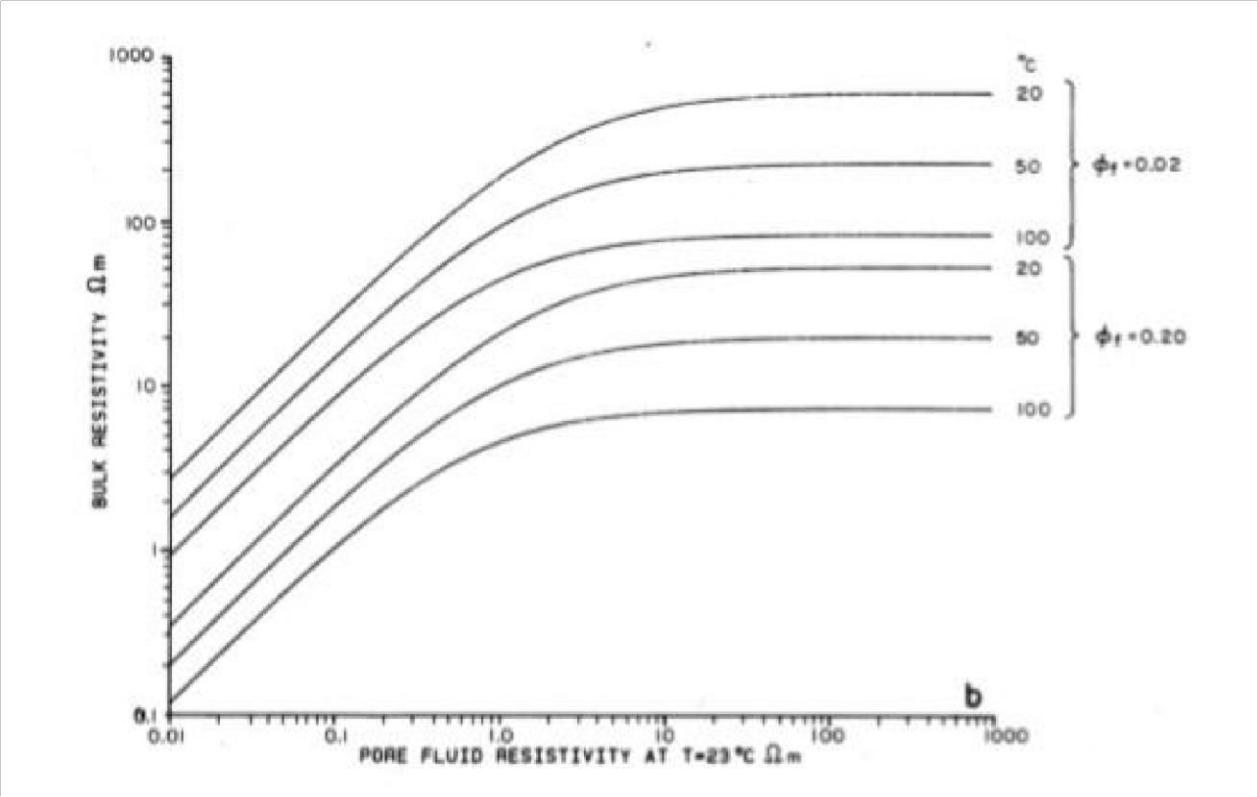 1000
°C
20
50
ϕf=0.02
100
100
20
50
ϕf=0.20
10
100
1
0.1
BULK RESISTIVITY Ωm
b
0.01 0.1 1.0 10 100 1000
PORE FLUID RESISTIVITY AT T=23°C Ωm